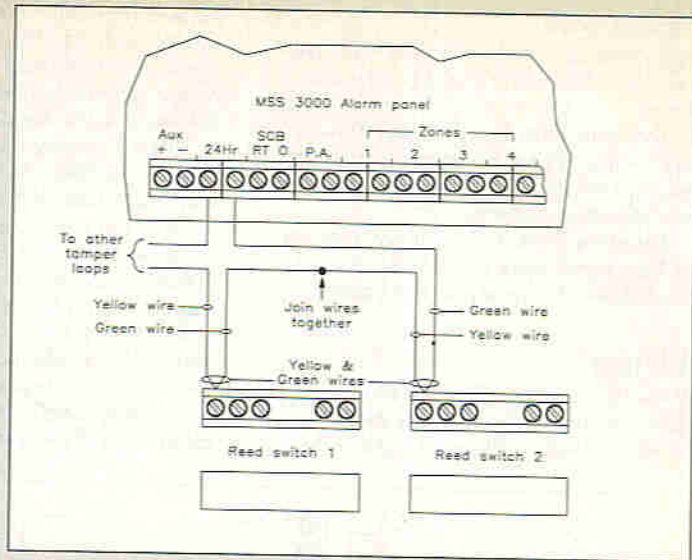 MSS 3000 Alarm panel
Aux
+ -
24Hr
SCB
RT O
P.A.
Zones
1 2 3 4
To other
tamper
loops
Yellow wire
Green wire
Join wires
together
Green wire
Yellow wire
Yellow &
Green wires
Reed switch 1
Reed switch 2